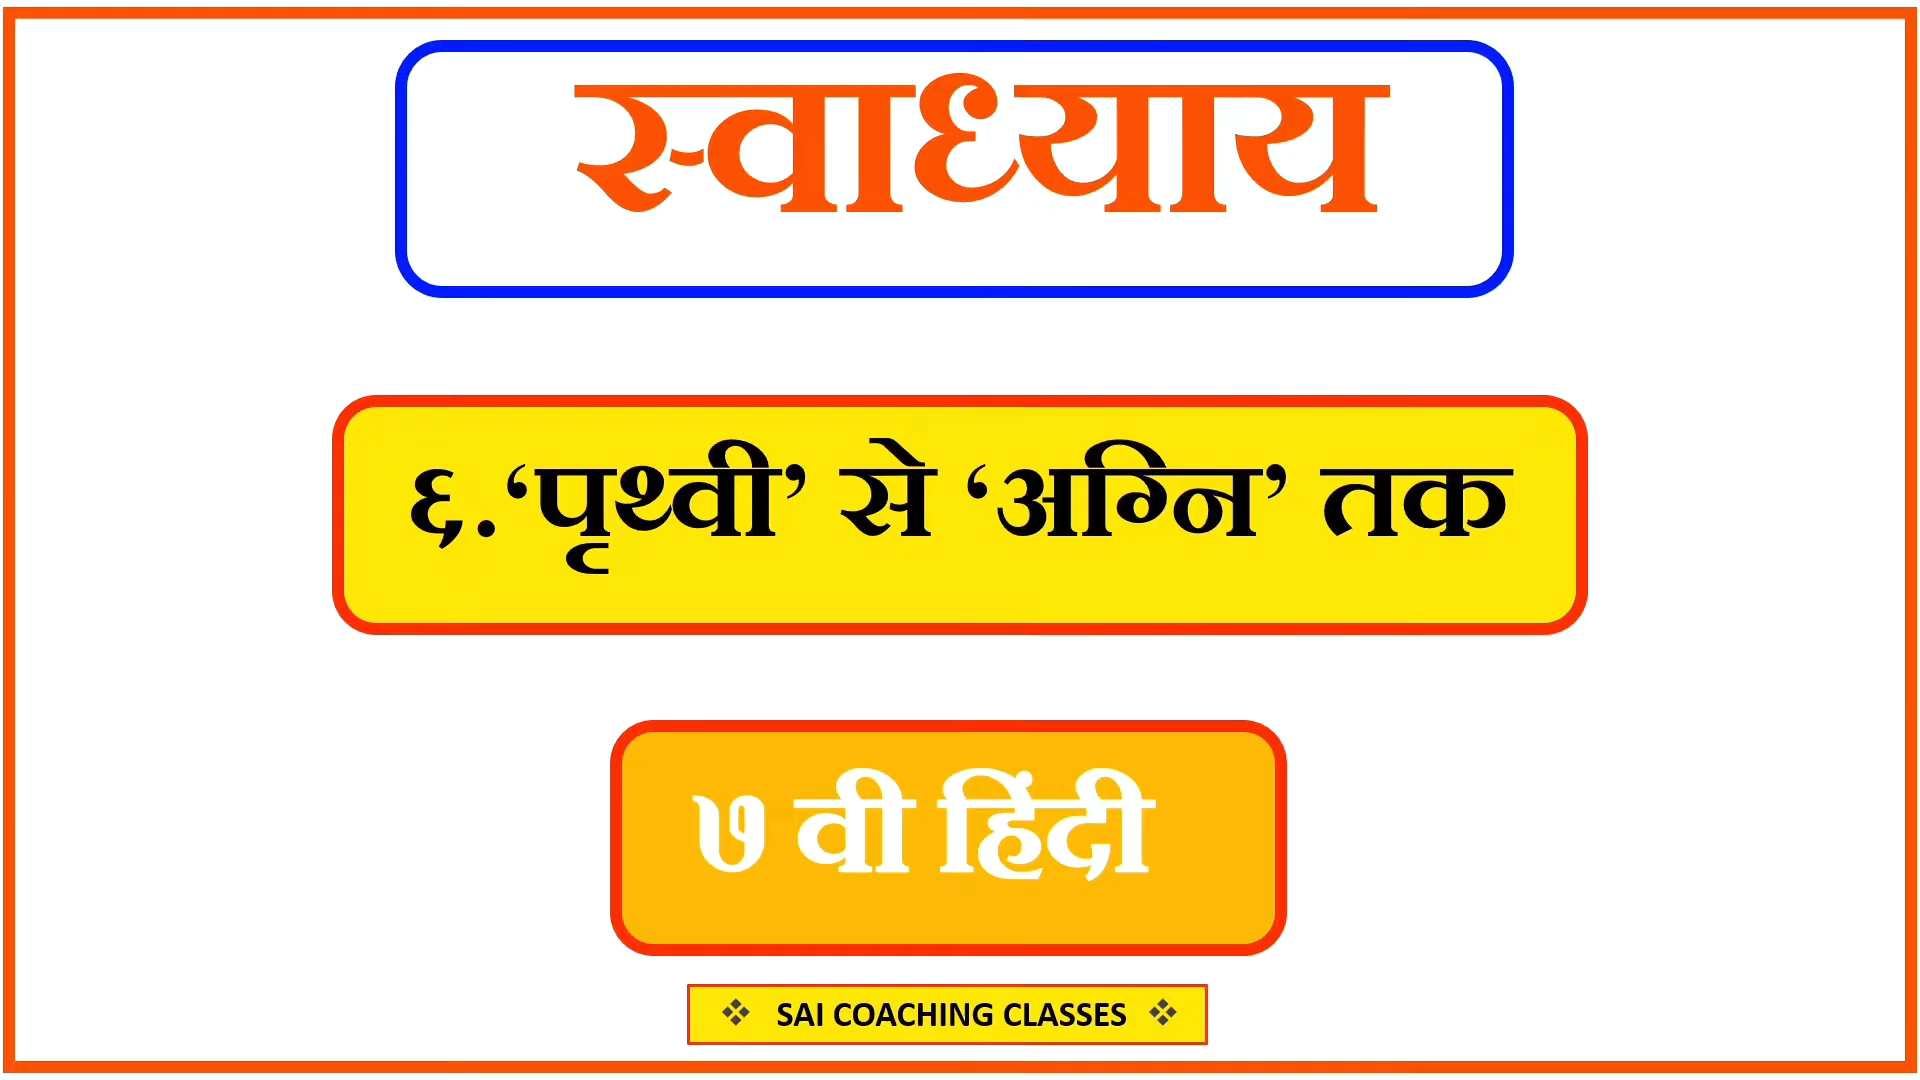 स्वाध्याय
६.‘पृथ्वी’ से ‘अग्नि’ तक
७ वी हिंदी
❖ SAI COACHING CLASSES ❖